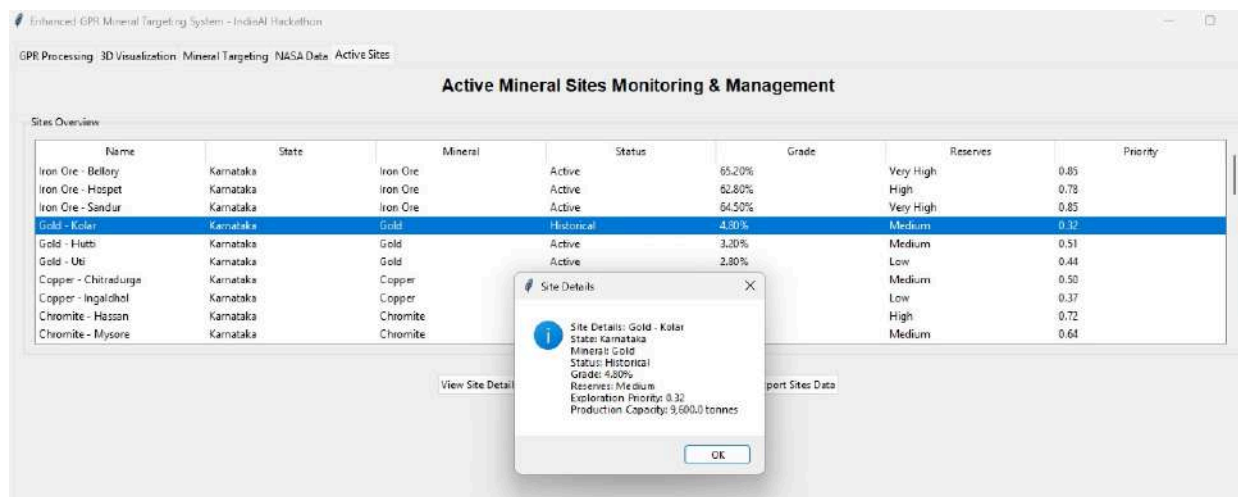 Enhanced GPR Mineral Targeting System - IndiaAI Hackathon
GPR Processing 3D Visualization Mineral Targeting NASA Data Active Sites
Active Mineral Sites Monitoring & Management
Sites Overview
Name State Mineral Status Grade Reserves Priority
Iron Ore - Bellary Karnataka Iron Ore Active 65.20% Very High 0.85
Iron Ore - Hospet Karnataka Iron Ore Active 62.80% High 0.78
Iron Ore - Sandur Karnataka Iron Ore Active 64.50% Very High 0.85
Gold - Kolar Karnataka Gold Historical 4.80% Medium 0.32
Gold - Hutti Karnataka Gold Active 3.20% Medium 0.51
Gold - Uti Karnataka Gold Active 2.80% Low 0.44
Copper - Chitradurga Karnataka Copper Medium 0.50
Copper - Ingaldhal Karnataka Copper Low 0.37
Chromite - Hassan Karnataka Chromite High 0.72
Chromite - Mysore Karnataka Chromite Medium 0.64
View Site Detail port Sites Data
Site Details
Site Details: Gold - Kolar
State: Karnataka
Mineral: Gold
Status: Historical
Grade: 4.80%
Reserves: Medium
Exploration Priority: 0.32
Production Capacity: 9,600.0 tonnes
OK